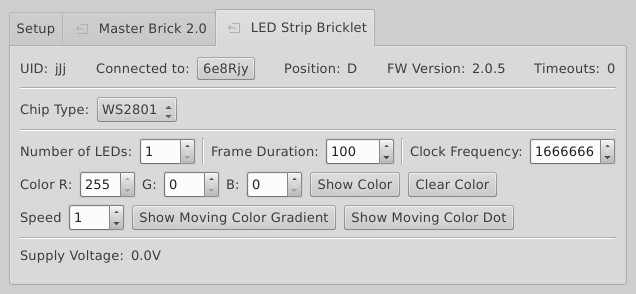 Setup Master Brick 2.0 LED Strip Bricklet
UID: jJj Connected to: 6e8Rjy Position: D FW Version: 2.0.5 Timeouts: 0
Chip Type: WS2801
Number of LEDs: 1 Frame Duration: 100 Clock Frequency: 1666666
Color R: 255 G: 0 B: 0 Show Color Clear Color
Speed 1 Show Moving Color Gradient Show Moving Color Dot
Supply Voltage: 0.0V